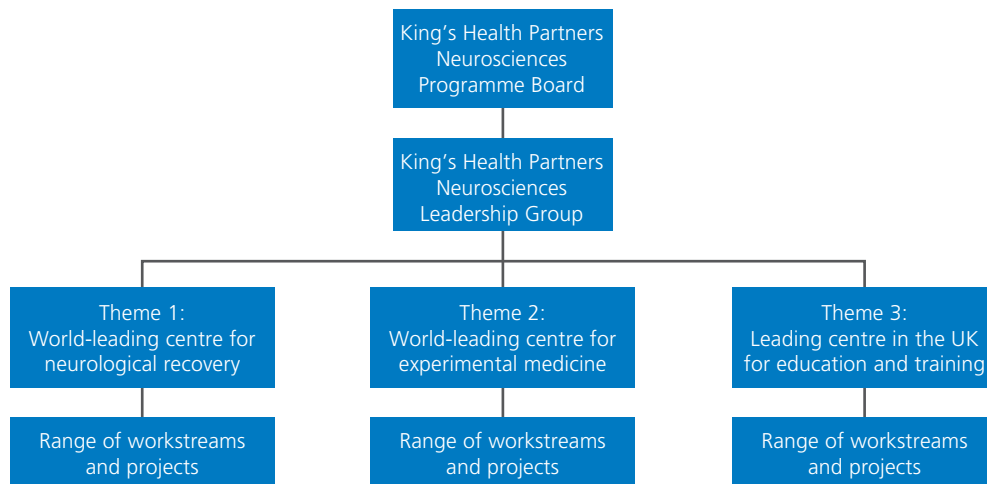 King’s Health Partners
Neurosciences
Programme Board
King’s Health Partners
Neurosciences
Leadership Group
Theme 1:
World-leading centre for
neurological recovery
Theme 2:
World-leading centre for
experimental medicine
Theme 3:
Leading centre in the UK
for education and training
Range of workstreams
and projects
Range of workstreams
and projects
Range of workstreams
and projects